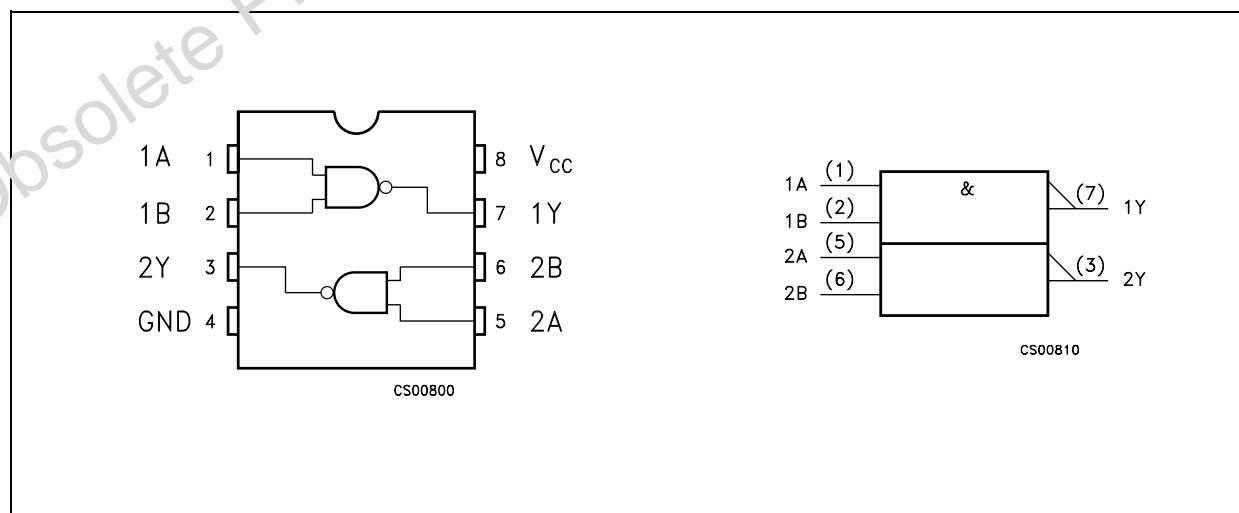 Obsolete P
1A 1
1B 2
2Y 3
GND 4
8 VCC
7 1Y
6 2B
5 2A
CS00800
1A (1)
1B (2)
2A (5)
2B (6)
&
(7) 1Y
(3) 2Y
CS00810